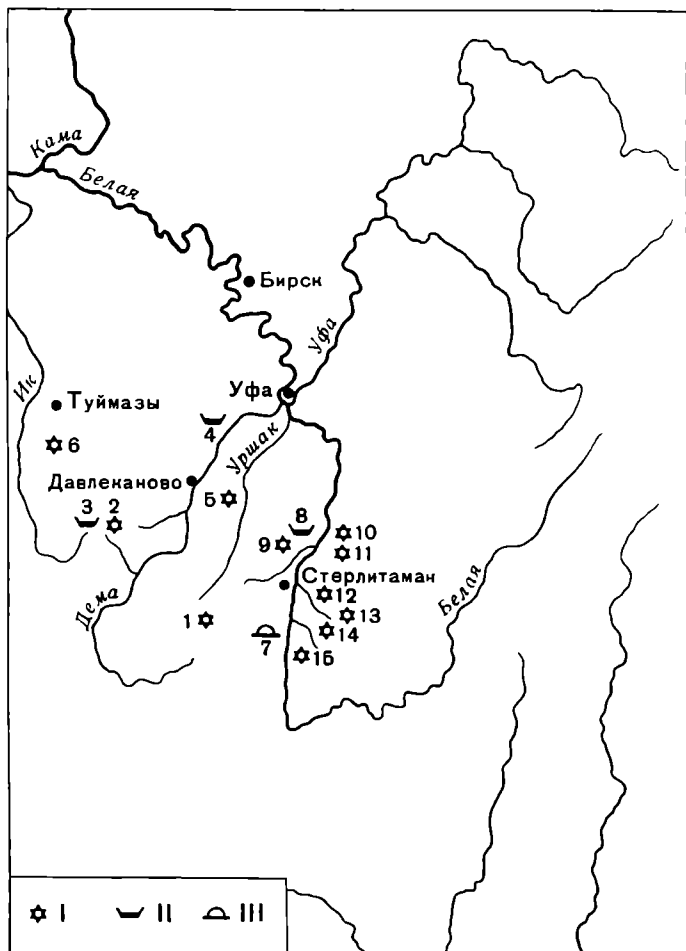 Кама
Белая
Бирск
Уфа
Ик
Туймазы
Уфа
6
4
Уршак
Давлеканово
3 2
5
8
9
10
11
Стерлитаман
12
Дема
1
13
14
7
15
Белая
I II III